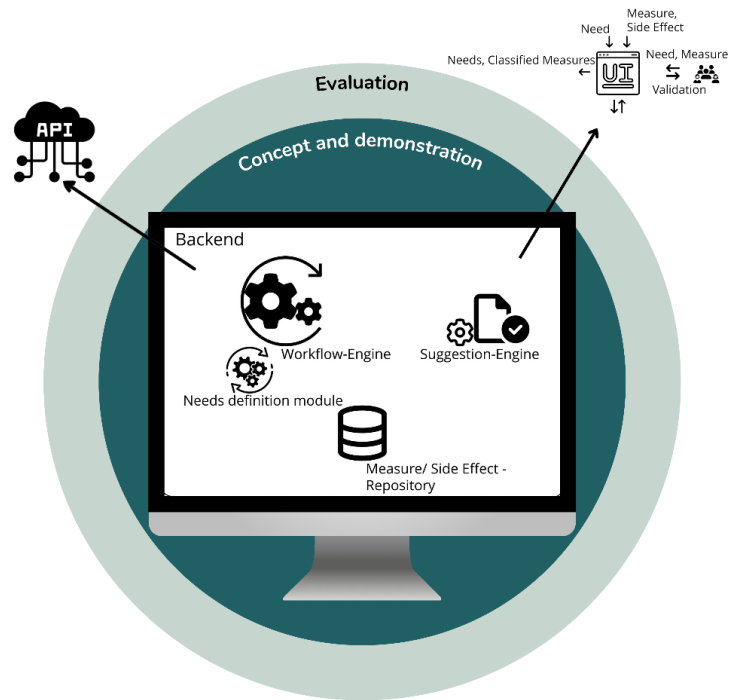 Measure,
Side Effect
Need
Needs, Classified Measures
UI
Need, Measure
Validation
Evaluation
API
Concept and demonstration
Backend
Workflow-Engine
Suggestion-Engine
Needs definition module
Measure/ Side Effect -
Repository